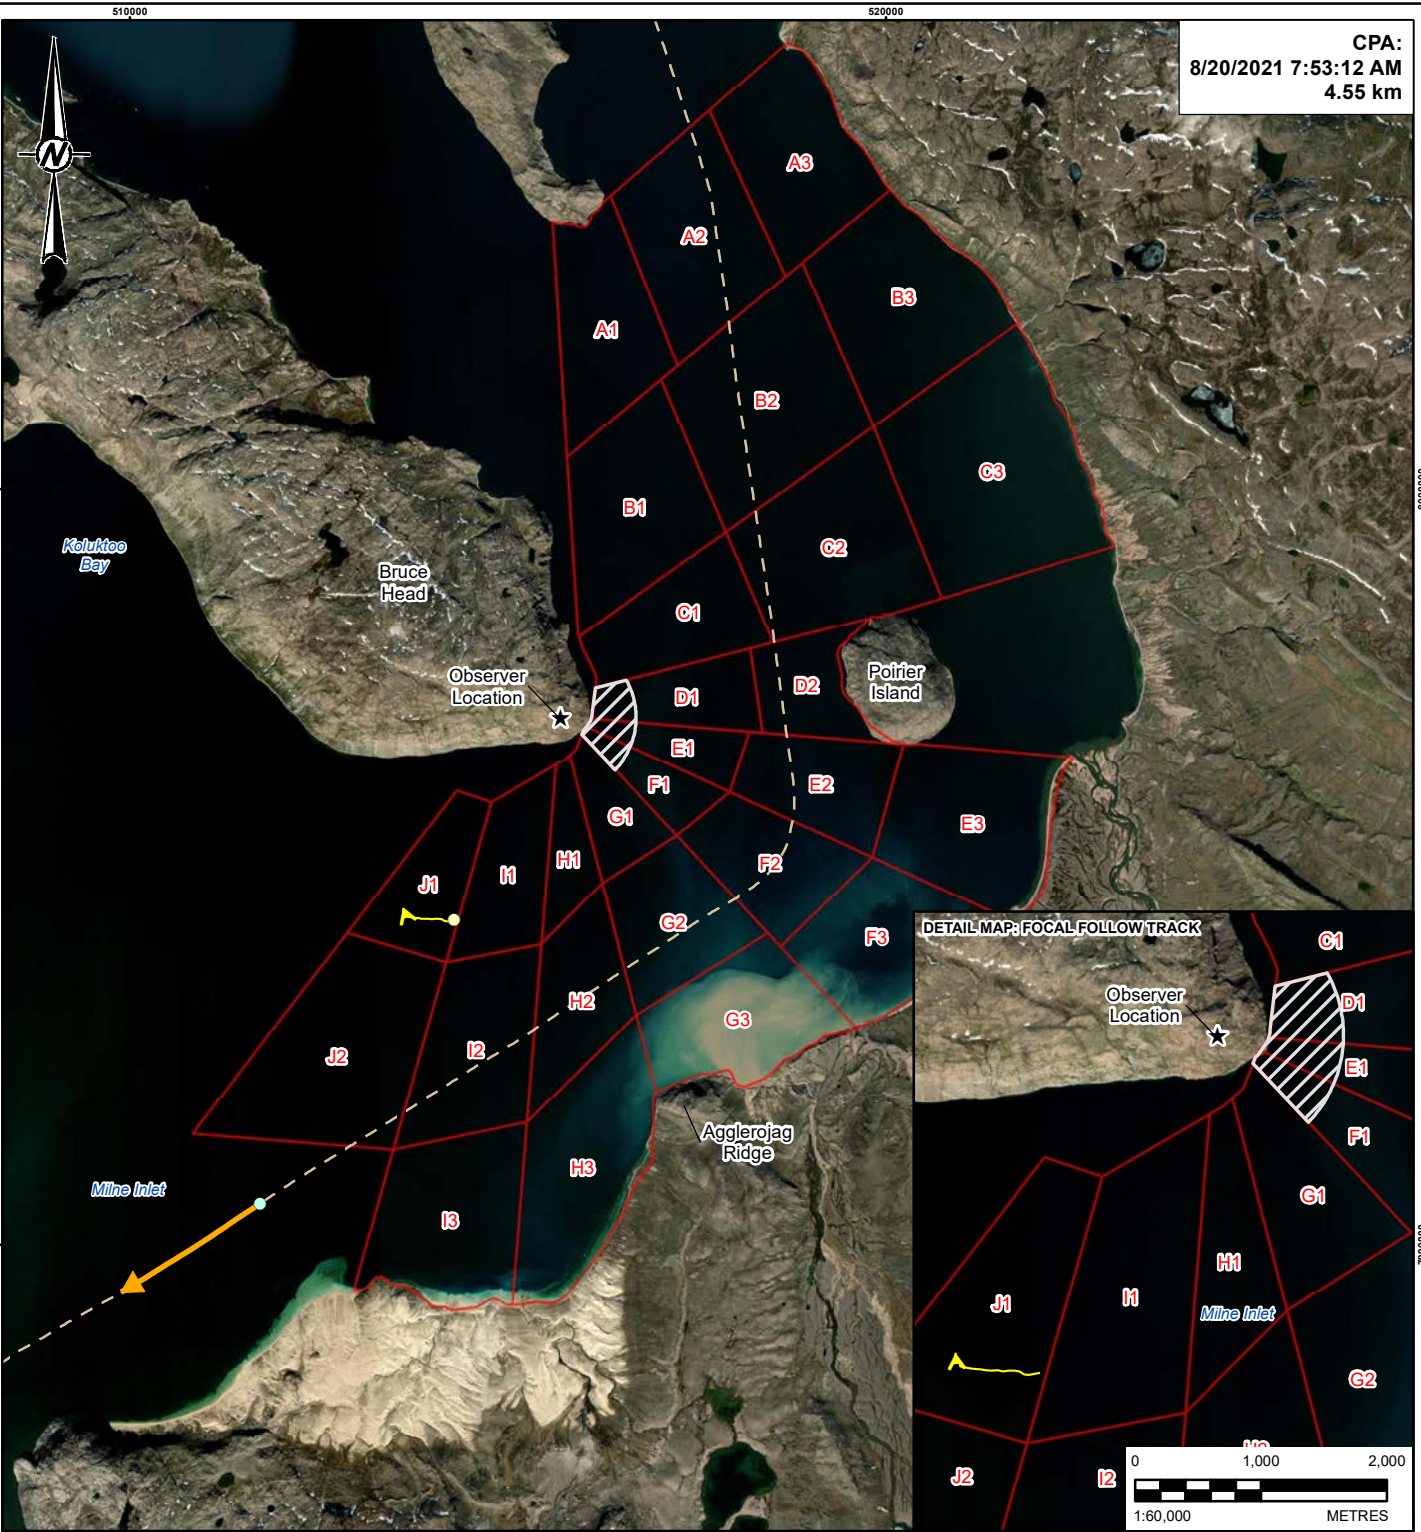 510000
520000
CPA:
8/20/2021 7:53:12 AM
4.55 km
N
A3
A2
B3
A1
B2
C3
B1
C2
Koluktoo
Bay
Bruce
Head
C1
Observer
Location
Poirier
Island
D1
D2
E1
F1
E2
G1
E3
H1
F2
I1
J1
G2
F3
H2
G3
I2
J2
Agglerojag
Ridge
H3
Milne Inlet
I3
DETAIL MAP: FOCAL FOLLOW TRACK
C1
Observer
Location
D1
E1
F1
G1
H1
I1
J1
Milne Inlet
G2
J2
I2
0 1,000 2,000
1:60,000 METRES